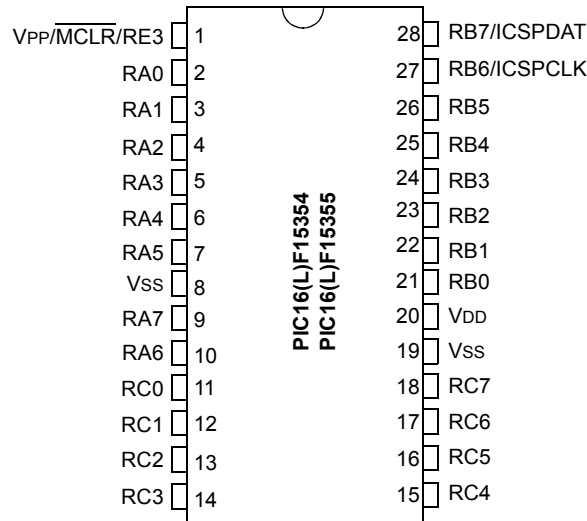 VPP/MCLR/RE3 1 28 RB7/ICSPDAT
RA0 2 27 RB6/ICSPCLK
RA1 3 26 RB5
RA2 4 25 RB4
RA3 5 24 RB3
RA4 6 23 RB2
RA5 7 22 RB1
VSS 8 21 RB0
RA7 9 20 VDD
RA6 10 19 VSS
RC0 11 18 RC7
RC1 12 17 RC6
RC2 13 16 RC5
RC3 14 15 RC4
PIC16(L)F15354
PIC16(L)F15355